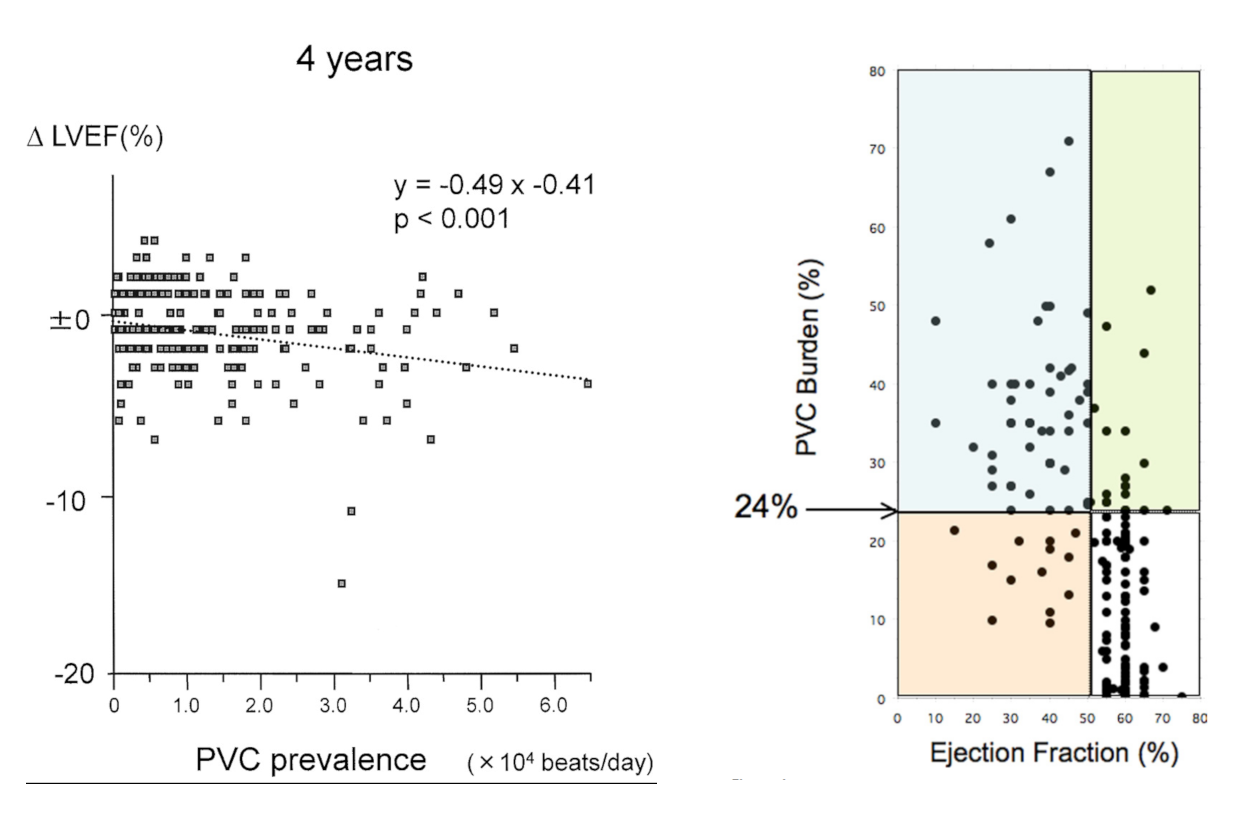 4 years
Δ LVEF(%)
y = -0.49 x -0.41
p < 0.001
±0
-10
-20
0 1.0 2.0 3.0 4.0 5.0 6.0
PVC prevalence (×10⁴ beats/day)
80
70
60
50
40
30
20
10
0
PVC Burden (%)
24%
0 10 20 30 40 50 60 70 80
Ejection Fraction (%)